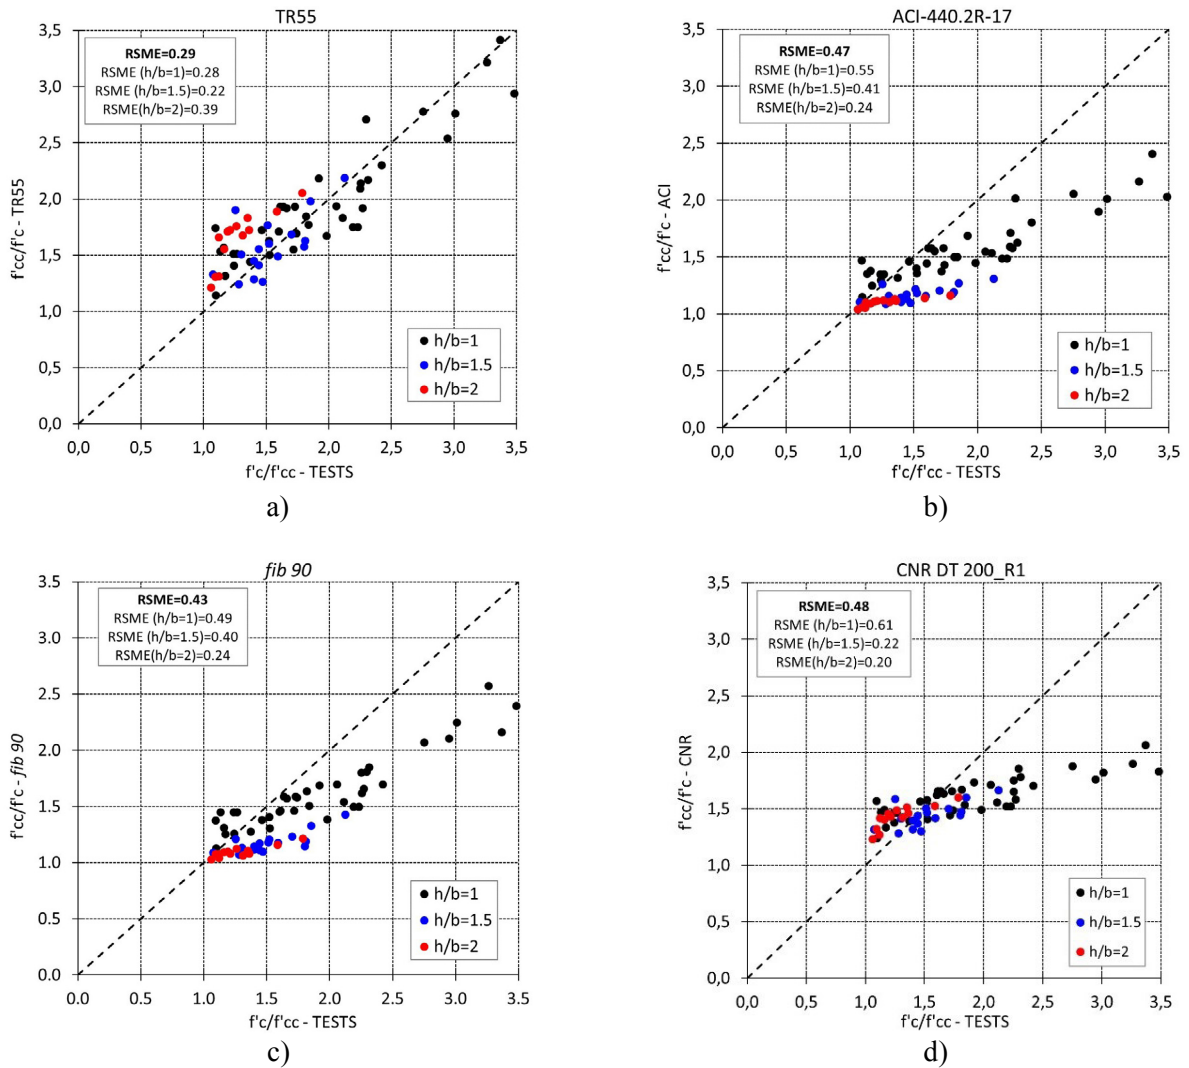 TR55
RSME=0.29
RSME (h/b=1)=0.28
RSME (h/b=1.5)=0.22
RSME(h/b=2)=0.39
3,5
3,0
2,5
2,0
1,5
1,0
0,5
0,0
f'cc/f'c - TR55
h/b=1
h/b=1.5
h/b=2
0,0 0,5 1,0 1,5 2,0 2,5 3,0 3,5
f'c/f'cc - TESTS
a)
ACI-440.2R-17
RSME=0.47
RSME (h/b=1)=0.55
RSME (h/b=1.5)=0.41
RSME(h/b=2)=0.24
3,5
3,0
2,5
2,0
1,5
1,0
0,5
0,0
f'cc/f'c - ACI
h/b=1
h/b=1.5
h/b=2
0,0 0,5 1,0 1,5 2,0 2,5 3,0 3,5
f'c/f'cc - TESTS
b)
fib 90
RSME=0.43
RSME (h/b=1)=0.49
RSME (h/b=1.5)=0.40
RSME(h/b=2)=0.24
3,5
3.0
2.5
2.0
1.5
1.0
0.5
0.0
f'cc/f'c - fib 90
h/b=1
h/b=1.5
h/b=2
0.0 0.5 1.0 1.5 2.0 2.5 3.0 3.5
f'c/f'cc - TESTS
c)
CNR DT 200_R1
RSME=0.48
RSME (h/b=1)=0.61
RSME (h/b=1.5)=0.22
RSME(h/b=2)=0.20
3,5
3,0
2,5
2,0
1,5
1,0
0,5
0,0
f'cc/f'c - CNR
h/b=1
h/b=1.5
h/b=2
0,0 0,5 1,0 1,5 2,0 2,5 3,0 3,5
f'c/f'cc - TESTS
d)